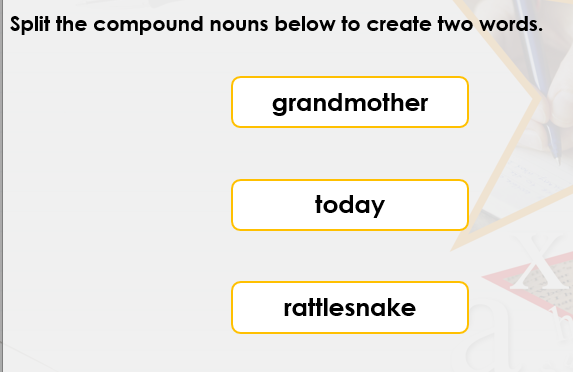 Split the compound nouns below to create two words.
grandmother
today
rattlesnake